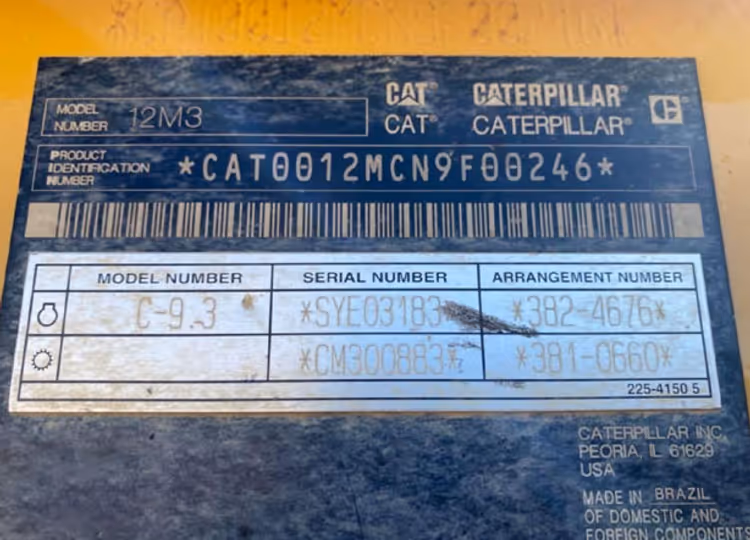 MODEL NUMBER 12M3
CAT® CATERPILLAR®
CAT® CATERPILLAR®
PRODUCT IDENTIFICATION NUMBER *CAT0012MCN9F00246*
MODEL NUMBER SERIAL NUMBER ARRANGEMENT NUMBER
C-9.3 *SYE03183 *382-4676*
*CM300883* *381-0660*
225-4150 5
CATERPILLAR INC.
PEORIA, IL 61629
USA
MADE IN BRAZIL
OF DOMESTIC AND
FOREIGN COMPONENTS